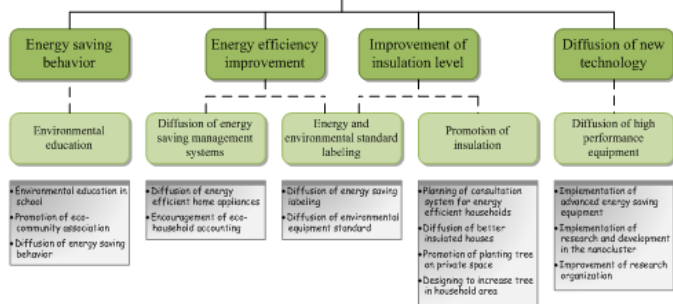 Energy saving
behavior
Energy efficiency
improvement
Improvement of
insulation level
Diffusion of new
technology
Environmental
education
Diffusion of energy
saving management
systems
Energy and
environmental standard
labeling
Promotion of
insulation
Diffusion of high
performance
equipment
•Environmental education in
school
•Promotion of eco-
community association
•Diffusion of energy saving
behavior
•Diffusion of energy
efficient home appliances
•Encouragement of eco-
household accounting
•Diffusion of energy saving
labeling
•Diffusion of environmental
equipment standard
•Planning of consultation
system for energy
efficient households
•Diffusion of better
insulated houses
•Promotion of planting tree
on private space
•Designing to increase tree
in household area
•Implementation of
advanced energy saving
equipment
•Implementation of
research and development
in the nanocluster
•Improvement of research
organization